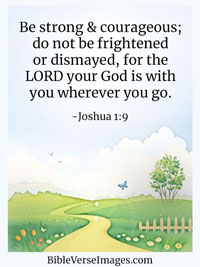 Be strong & courageous;
do not be frightened
or dismayed, for the
LORD your God is with
you wherever you go.
-Joshua 1:9
BibleVerseImages.com